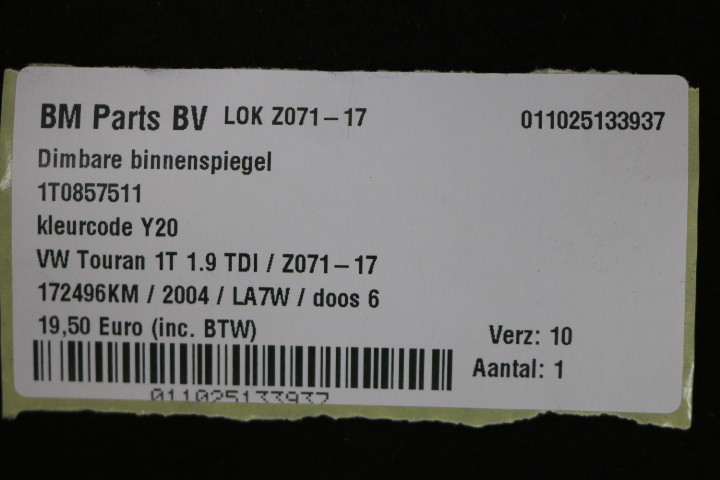 BM Parts BV LOK Z071-17 011025133937
Dimbare binnenspiegel
1T0857511
kleurcode Y20
VW Touran 1T 1.9 TDI / Z071-17
172496KM / 2004 / LA7W / doos 6
19,50 Euro (inc. BTW) Verz: 10
Aantal: 1
011025133937